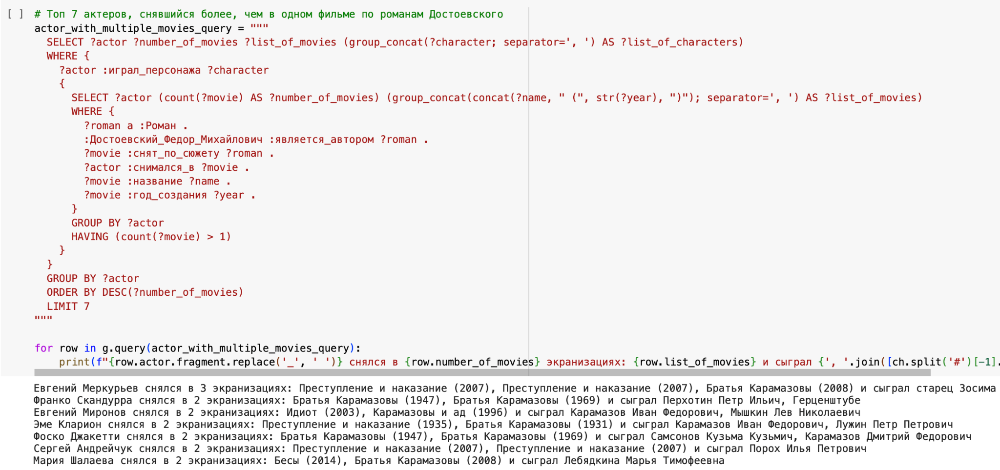 [ ] # Топ 7 актеров, снявшийся более, чем в одном фильме по романам Достоевского
actor_with_multiple_movies_query = """
SELECT ?actor ?number_of_movies ?list_of_movies (group_concat(?character; separator=', ') AS ?list_of_characters)
WHERE {
?actor :играл_персонажа ?character
{
SELECT ?actor (count(?movie) AS ?number_of_movies) (group_concat(concat(?name, " (", str(?year), ")"); separator=', ') AS ?list_of_movies)
WHERE {
?roman a :Роман .
:Достоевский_Федор_Михайлович :является_автором ?roman .
?movie :снят_по_сюжету ?roman .
?actor :снимался_в ?movie .
?movie :название ?name .
?movie :год_создания ?year .
}
GROUP BY ?actor
HAVING (count(?movie) > 1)
}
}
GROUP BY ?actor
ORDER BY DESC(?number_of_movies)
LIMIT 7
"""
for row in g.query(actor_with_multiple_movies_query):
print(f"{row.actor.fragment.replace('_', ' ')} снялся в {row.number_of_movies} экранизациях: {row.list_of_movies} и сыграл {', '.join([ch.split('#')[-1].
Евгений Меркурьев снялся в 3 экранизациях: Преступление и наказание (2007), Преступление и наказание (2007), Братья Карамазовы (2008) и сыграл старец Зосима
Франко Скандурра снялся в 2 экранизациях: Братья Карамазовы (1947), Братья Карамазовы (1969) и сыграл Перхотин Петр Ильич, Герценштубе
Евгений Миронов снялся в 2 экранизациях: Идиот (2003), Карамазовы и ад (1996) и сыграл Карамазов Иван Федорович, Мышкин Лев Николаевич
Эме Кларион снялся в 2 экранизациях: Преступление и наказание (1935), Братья Карамазовы (1931) и сыграл Карамазов Иван Федорович, Лужин Петр Петрович
Фоско Джакетти снялся в 2 экранизациях: Братья Карамазовы (1947), Братья Карамазовы (1969) и сыграл Самсонов Кузьма Кузьмич, Карамазов Дмитрий Федорович
Сергей Андрейчук снялся в 2 экранизациях: Преступление и наказание (2007), Преступление и наказание (2007) и сыграл Порох Илья Петрович
Мария Шалаева снялся в 2 экранизациях: Бесы (2014), Братья Карамазовы (2008) и сыграл Лебядкина Марья Тимофеевна